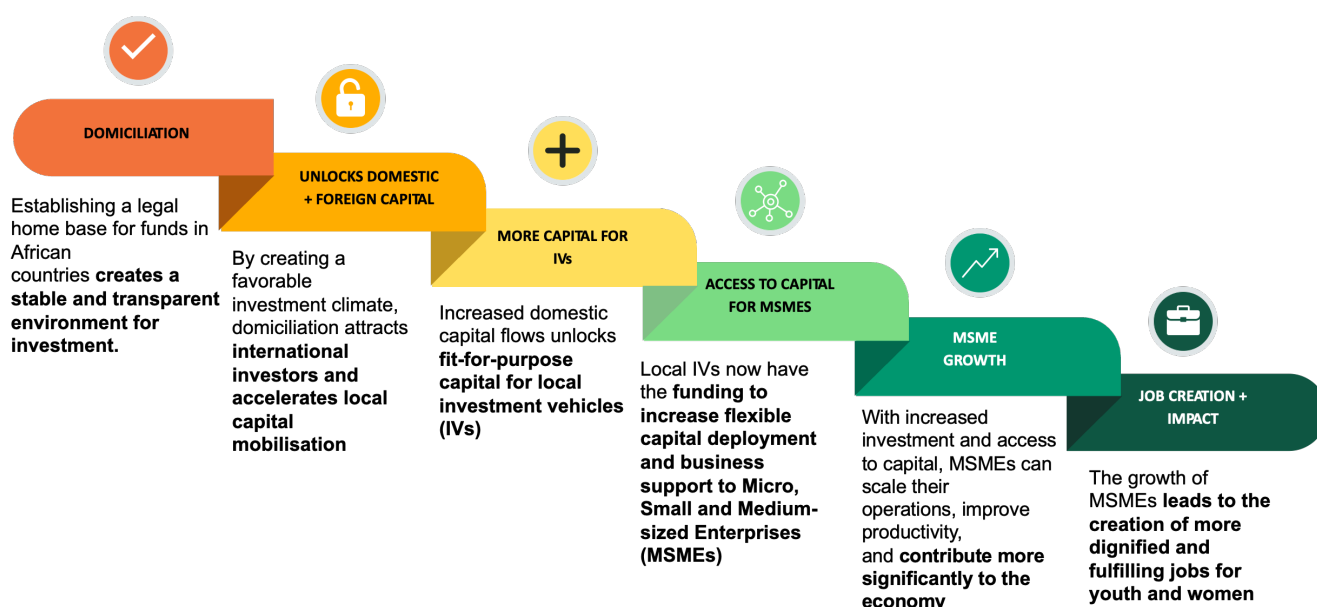 DOMICILIATION
Establishing a legal
home base for funds in
African
countries creates a
stable and transparent
environment for
investment.
UNLOCKS DOMESTIC
+ FOREIGN CAPITAL
By creating a
favorable
investment climate,
domiciliation attracts
international
investors and
accelerates local
capital
mobilisation
MORE CAPITAL FOR
IVs
Increased domestic
capital flows unlocks
fit-for-purpose
capital for local
investment vehicles
(IVs)
ACCESS TO CAPITAL
FOR MSMES
Local IVs now have
the funding to
increase flexible
capital deployment
and business
support to Micro,
Small and Medium-
sized Enterprises
(MSMEs)
MSME
GROWTH
With increased
investment and access
to capital, MSMEs can
scale their
operations, improve
productivity,
and contribute more
significantly to the
economy
JOB CREATION +
IMPACT
The growth of
MSMEs leads to the
creation of more
dignified and
fulfilling jobs for
youth and women